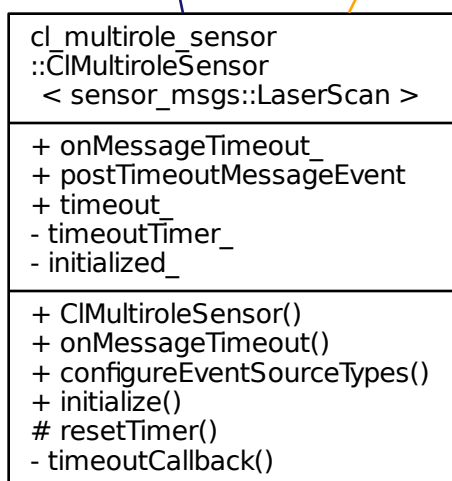 cl_multirole_sensor
::ClMultiroleSensor
< sensor_msgs::LaserScan >
+ onMessageTimeout_
+ postTimeoutMessageEvent
+ timeout_
- timeoutTimer_
- initialized_
+ ClMultiroleSensor()
+ onMessageTimeout()
+ configureEventSourceTypes()
+ initialize()
# resetTimer()
- timeoutCallback()